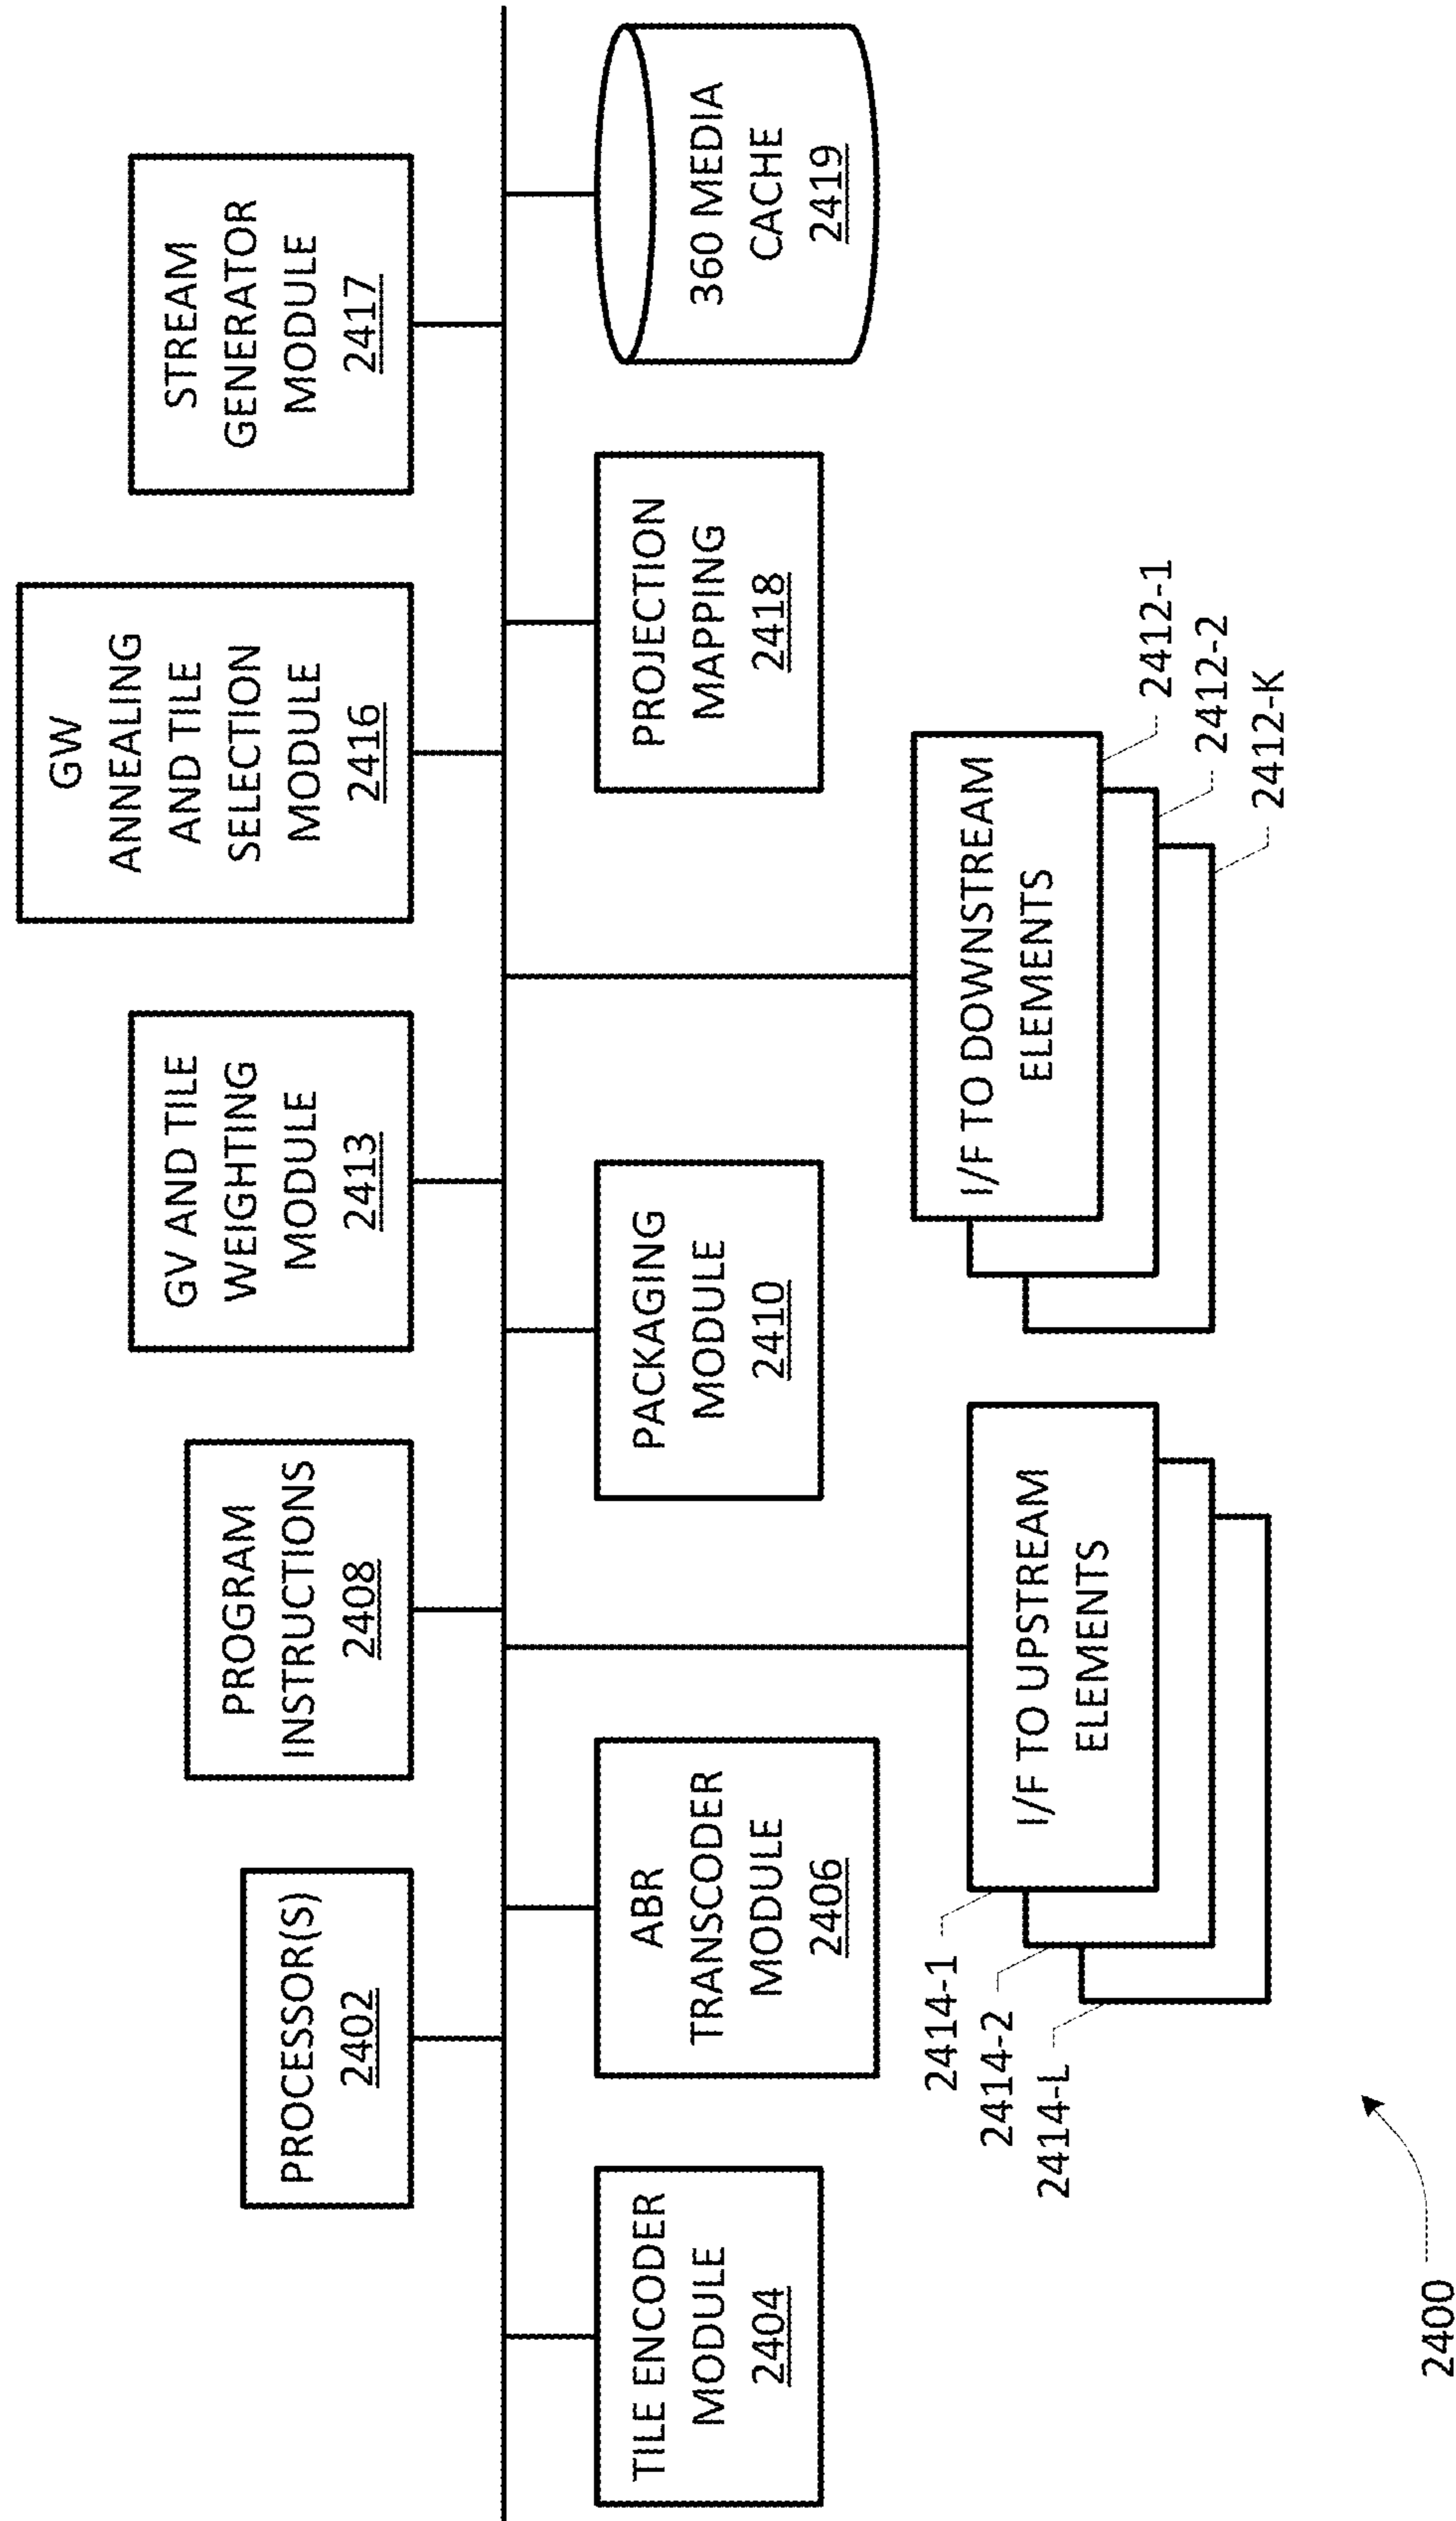 PROCESSOR(S)
2402
PROGRAM
INSTRUCTIONS
2408
GV AND TILE
WEIGHTING
MODULE
2413
GW
ANNEALING
AND TILE
SELECTION
MODULE
2416
STREAM
GENERATOR
MODULE
2417
TILE ENCODER
MODULE
2404
ABR
TRANSCODER
MODULE
2406
PACKAGING
MODULE
2410
PROJECTION
MAPPING
2418
360 MEDIA
CACHE
2419
2414-1
2414-2
2414-L
I/F TO UPSTREAM
ELEMENTS
I/F TO DOWNSTREAM
ELEMENTS
2412-1
2412-2
2412-K
2400